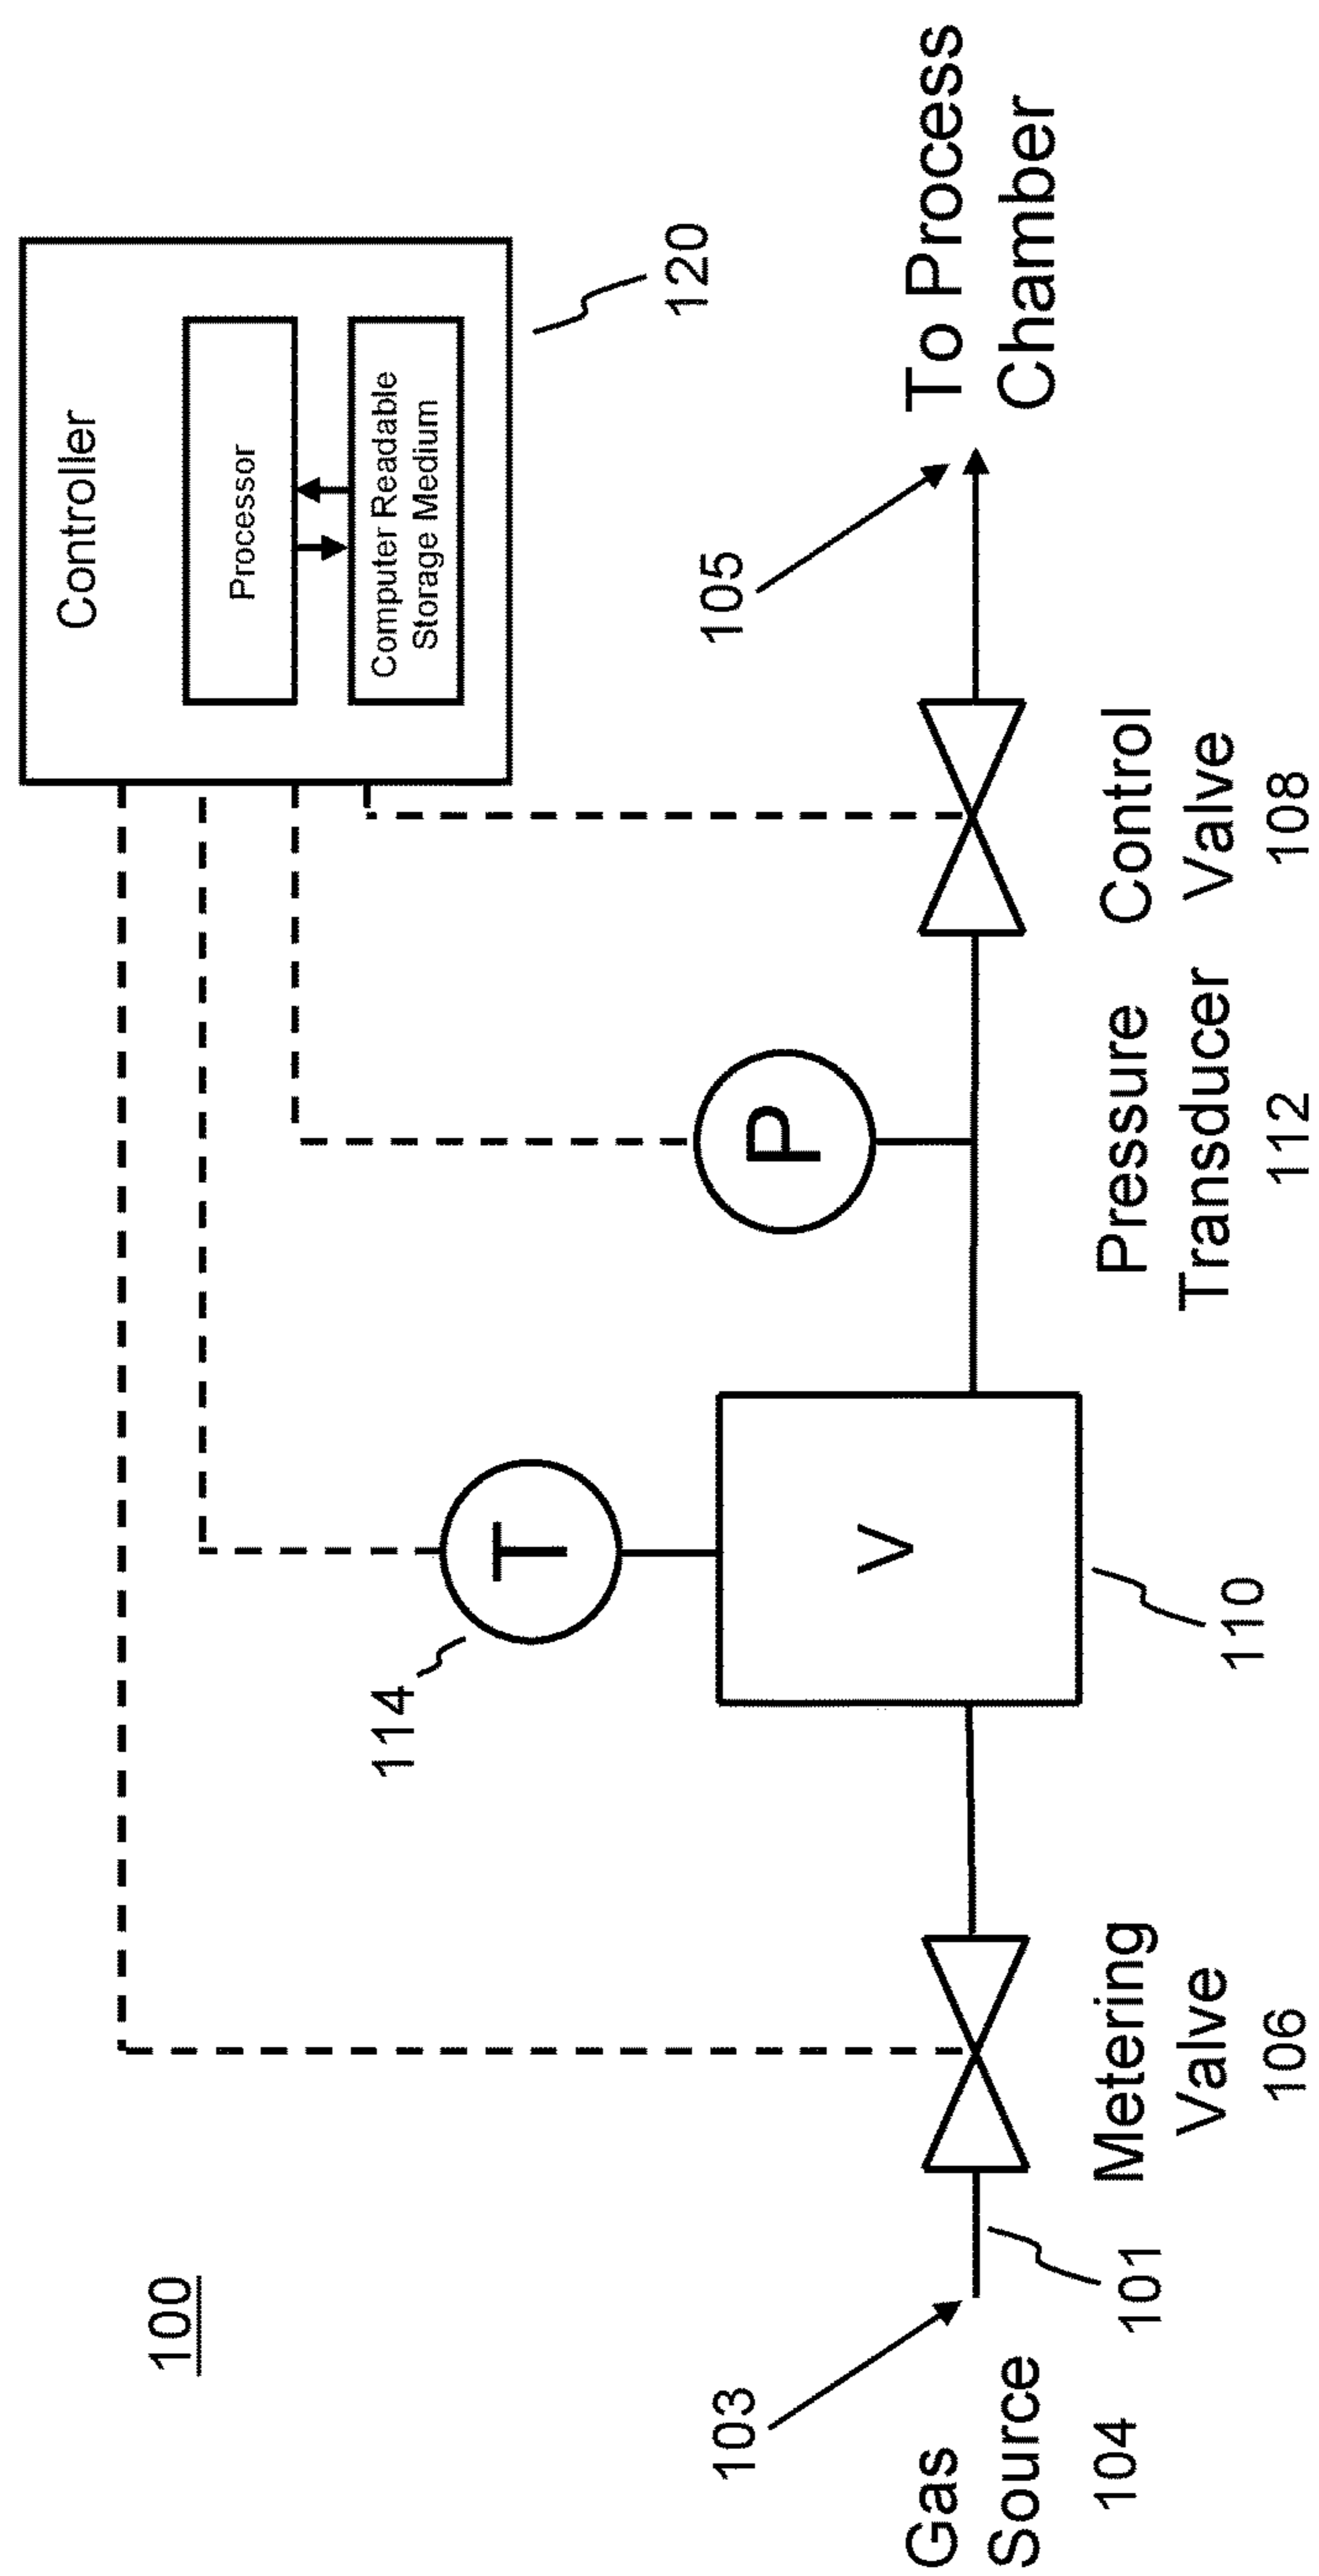 100
Controller
Processor
Computer Readable
Storage Medium
120
114
T
P
105
To Process
Chamber
103
Gas
Source
104
101
V
110
Metering
Valve
106
Pressure
Transducer
112
Control
Valve
108